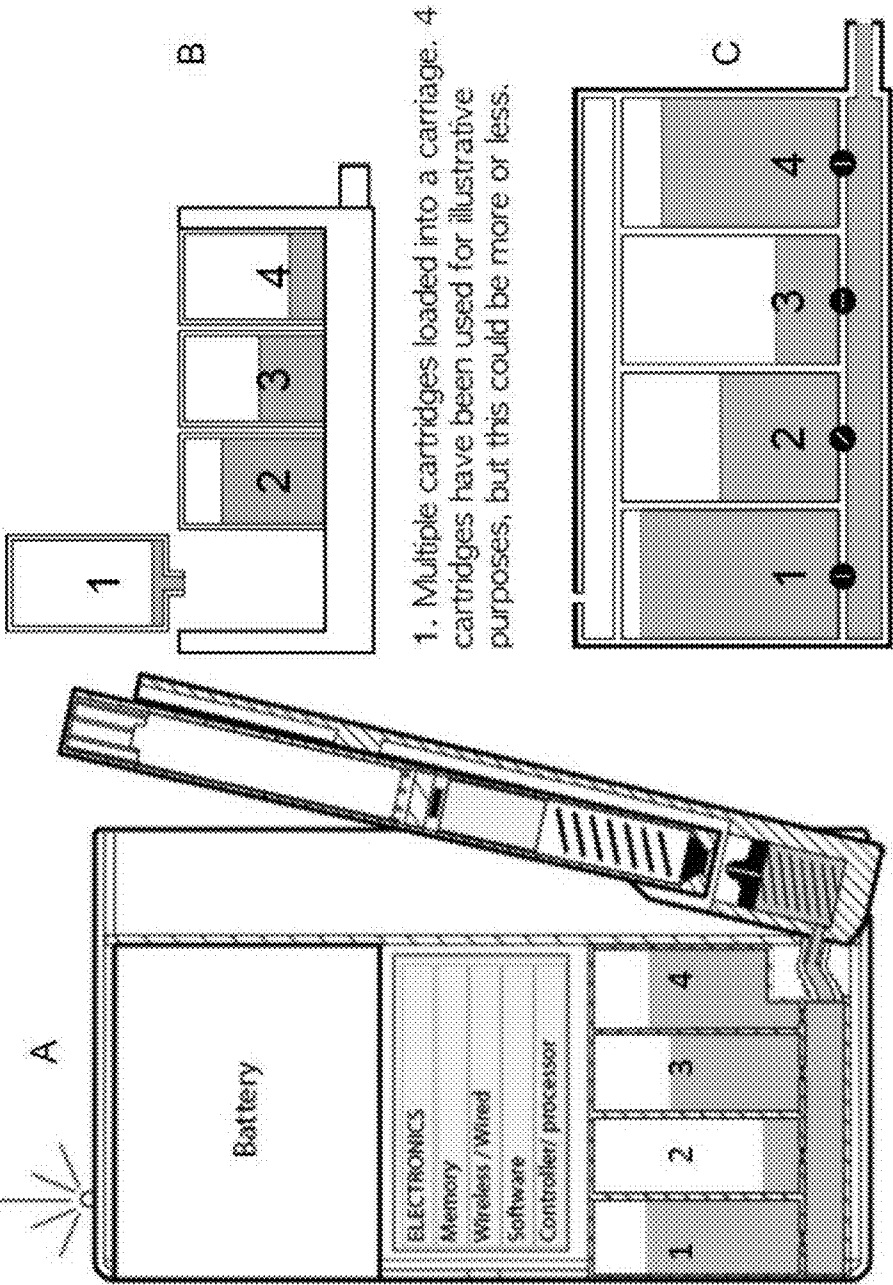 A
Battery
ELECTRONICS
Memory
Wireless / Wired
Software
Controller/ processor
1
2
3
4
B
1
2
3
4
1. Multiple cartridges loaded into a carriage. 4
cartridges have been used for illustrative
purposes, but this could be more or less.
C
1
2
3
4